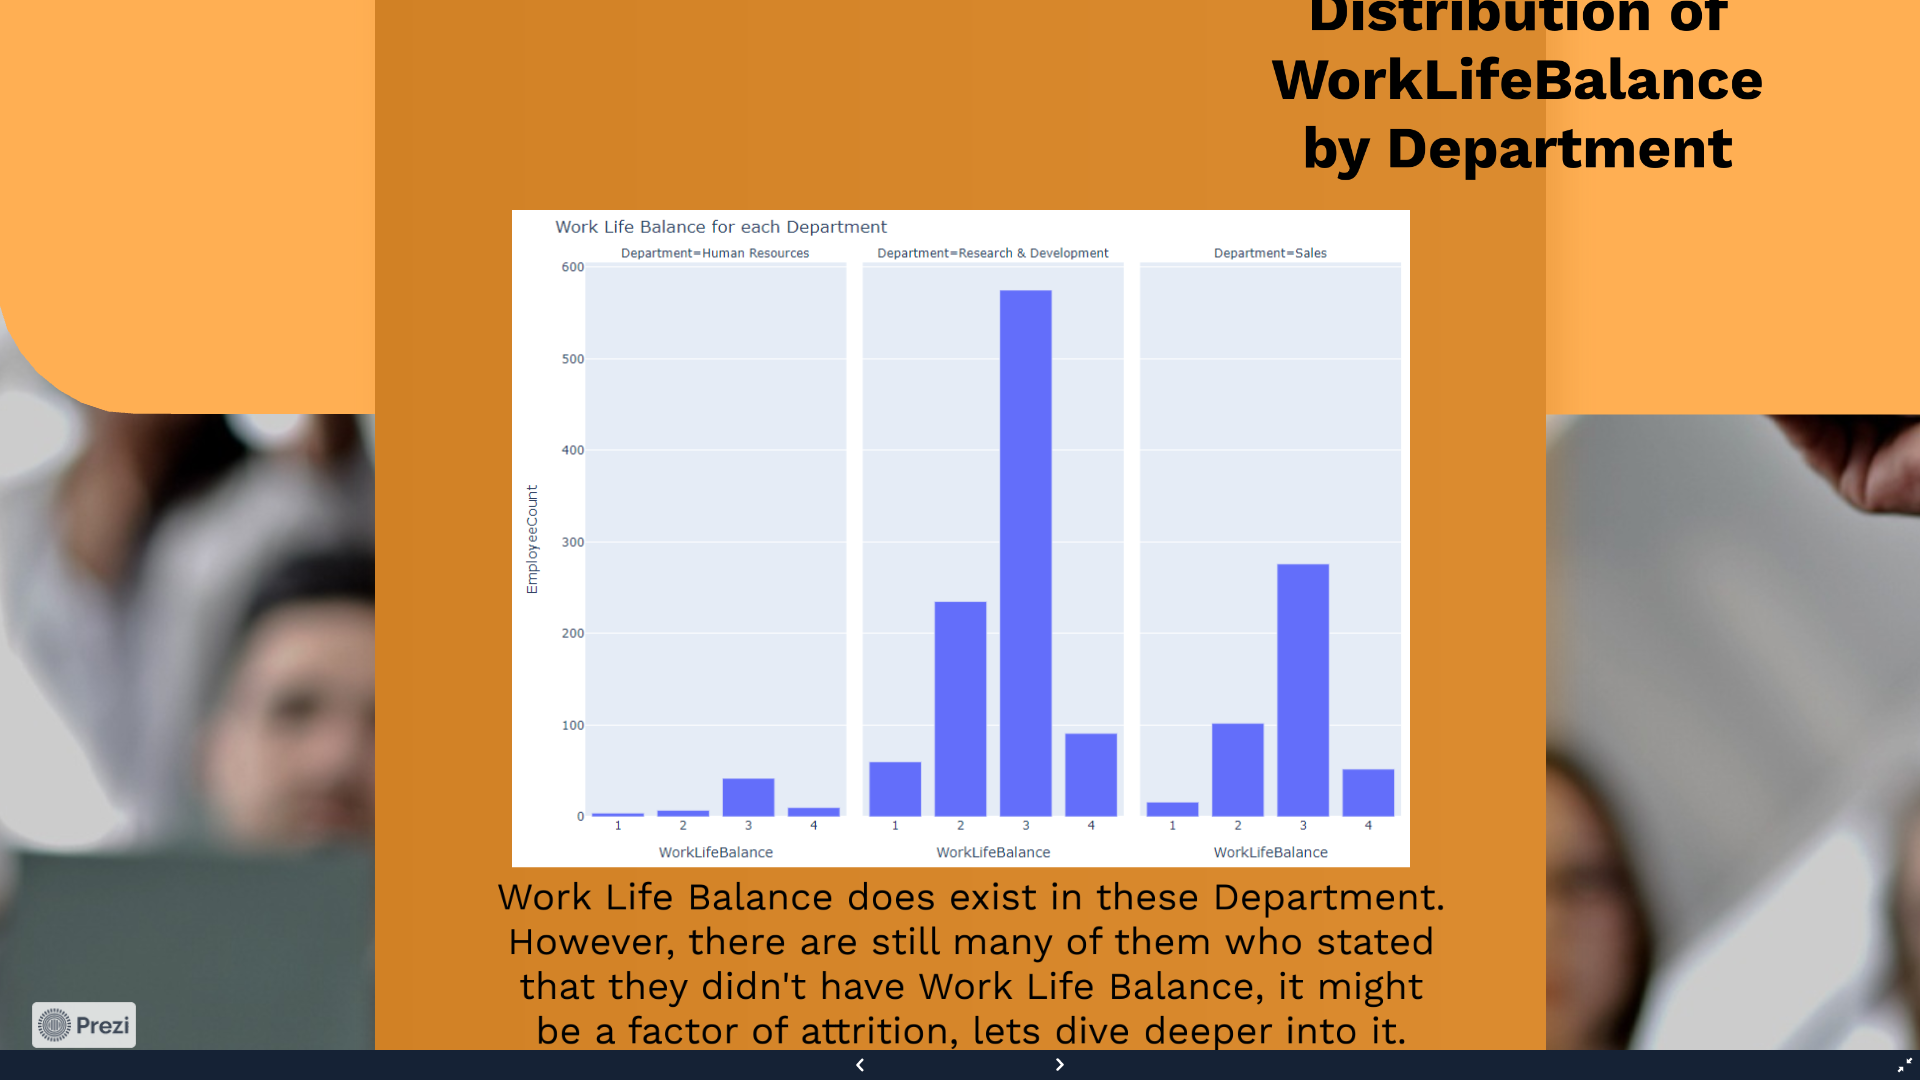 Distribution of
WorkLifeBalance
by Department
Work Life Balance for each Department
Department=Human Resources
Department=Research & Development
Department=Sales
600
500
400
300
200
100
0
EmployeeCount
1 2 3 4
1 2 3 4
1 2 3 4
WorkLifeBalance
WorkLifeBalance
WorkLifeBalance
Work Life Balance does exist in these Department.
However, there are still many of them who stated
that they didn't have Work Life Balance, it might
be a factor of attrition, lets dive deeper into it.
Prezi